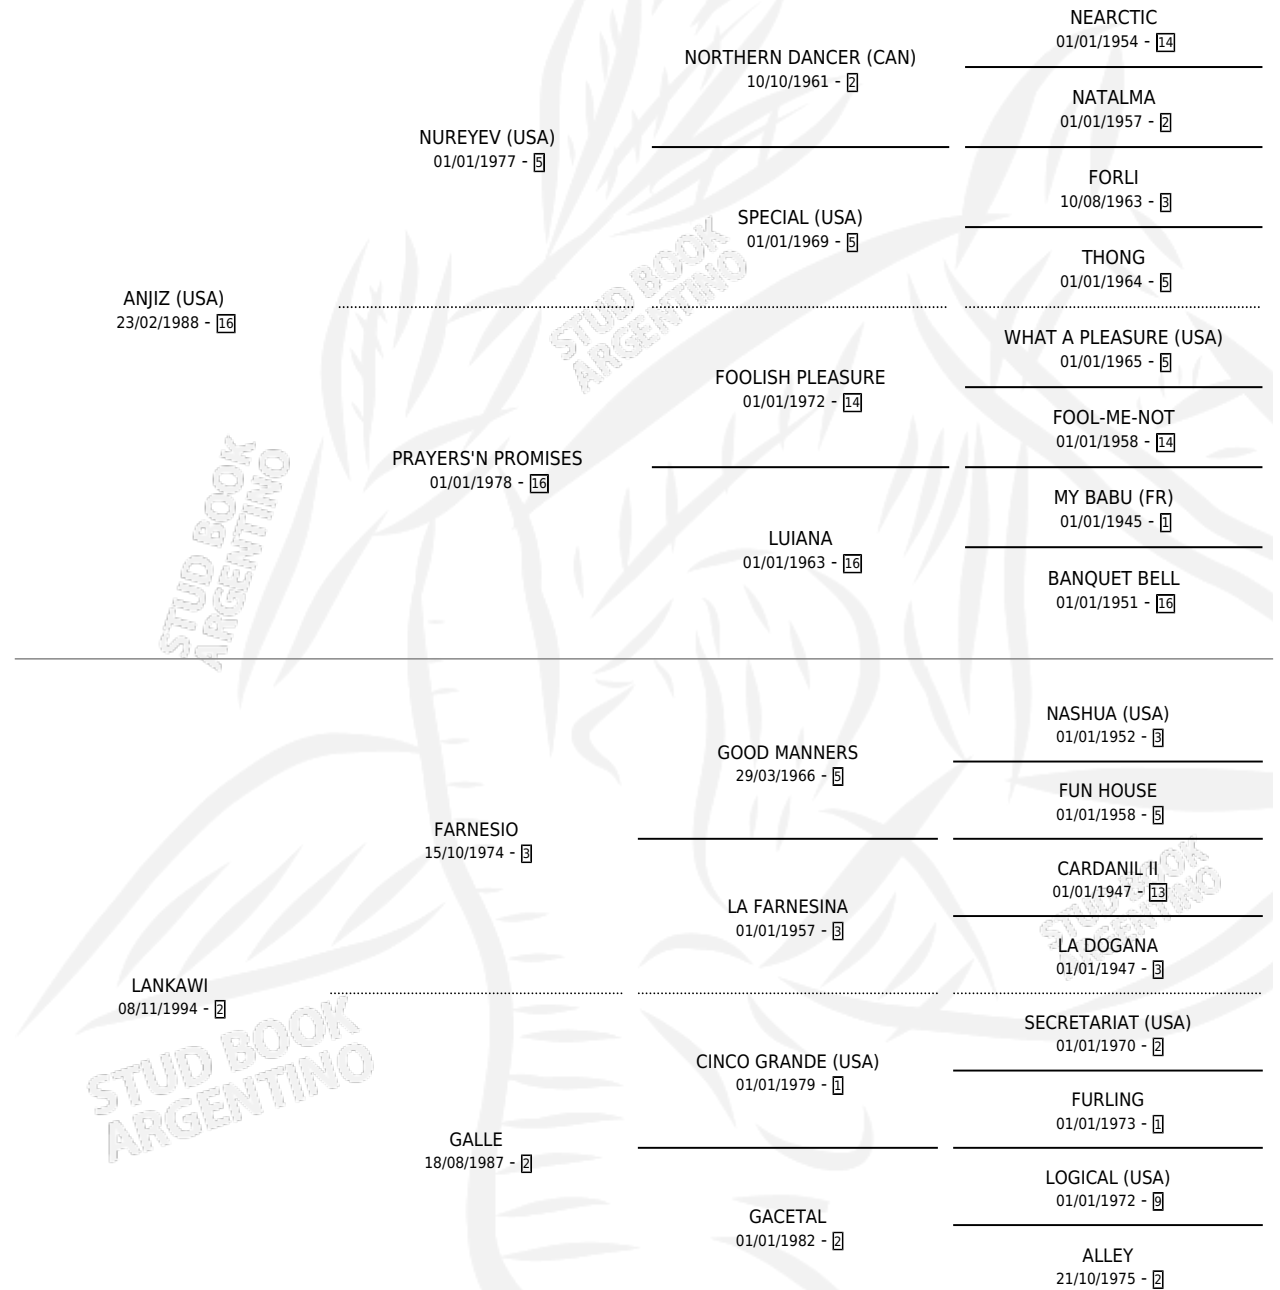 NEARCTIC
01/01/1954 - 14
NORTHERN DANCER (CAN)
10/10/1961 - 2
NATALMA
01/01/1957 - 2
NUREYEV (USA)
01/01/1977 - 5
FORLI
10/08/1963 - 3
SPECIAL (USA)
01/01/1969 - 5
THONG
01/01/1964 - 5
ANJIZ (USA)
23/02/1988 - 16
WHAT A PLEASURE (USA)
01/01/1965 - 5
FOOLISH PLEASURE
01/01/1972 - 14
FOOL-ME-NOT
01/01/1958 - 14
PRAYERS'N PROMISES
01/01/1978 - 16
MY BABU (FR)
01/01/1945 - 1
LUIANA
01/01/1963 - 16
BANQUET BELL
01/01/1951 - 16
NASHUA (USA)
01/01/1952 - 3
GOOD MANNERS
29/03/1966 - 5
FUN HOUSE
01/01/1958 - 5
FARNESIO
15/10/1974 - 3
CARDANIL II
01/01/1947 - 13
LA FARNESINA
01/01/1957 - 3
LA DOGANA
01/01/1947 - 3
LANKAWI
08/11/1994 - 2
SECRETARIAT (USA)
01/01/1970 - 2
CINCO GRANDE (USA)
01/01/1979 - 1
FURLING
01/01/1973 - 1
GALLE
18/08/1987 - 2
LOGICAL (USA)
01/01/1972 - 9
GACETAL
01/01/1982 - 2
ALLEY
21/10/1975 - 2
STUD BOOK
ARGENTINO
STUD BOOK
ARGENTINO
STUD BOOK
ARGENTINO
STUD BOOK
ARGENTINO